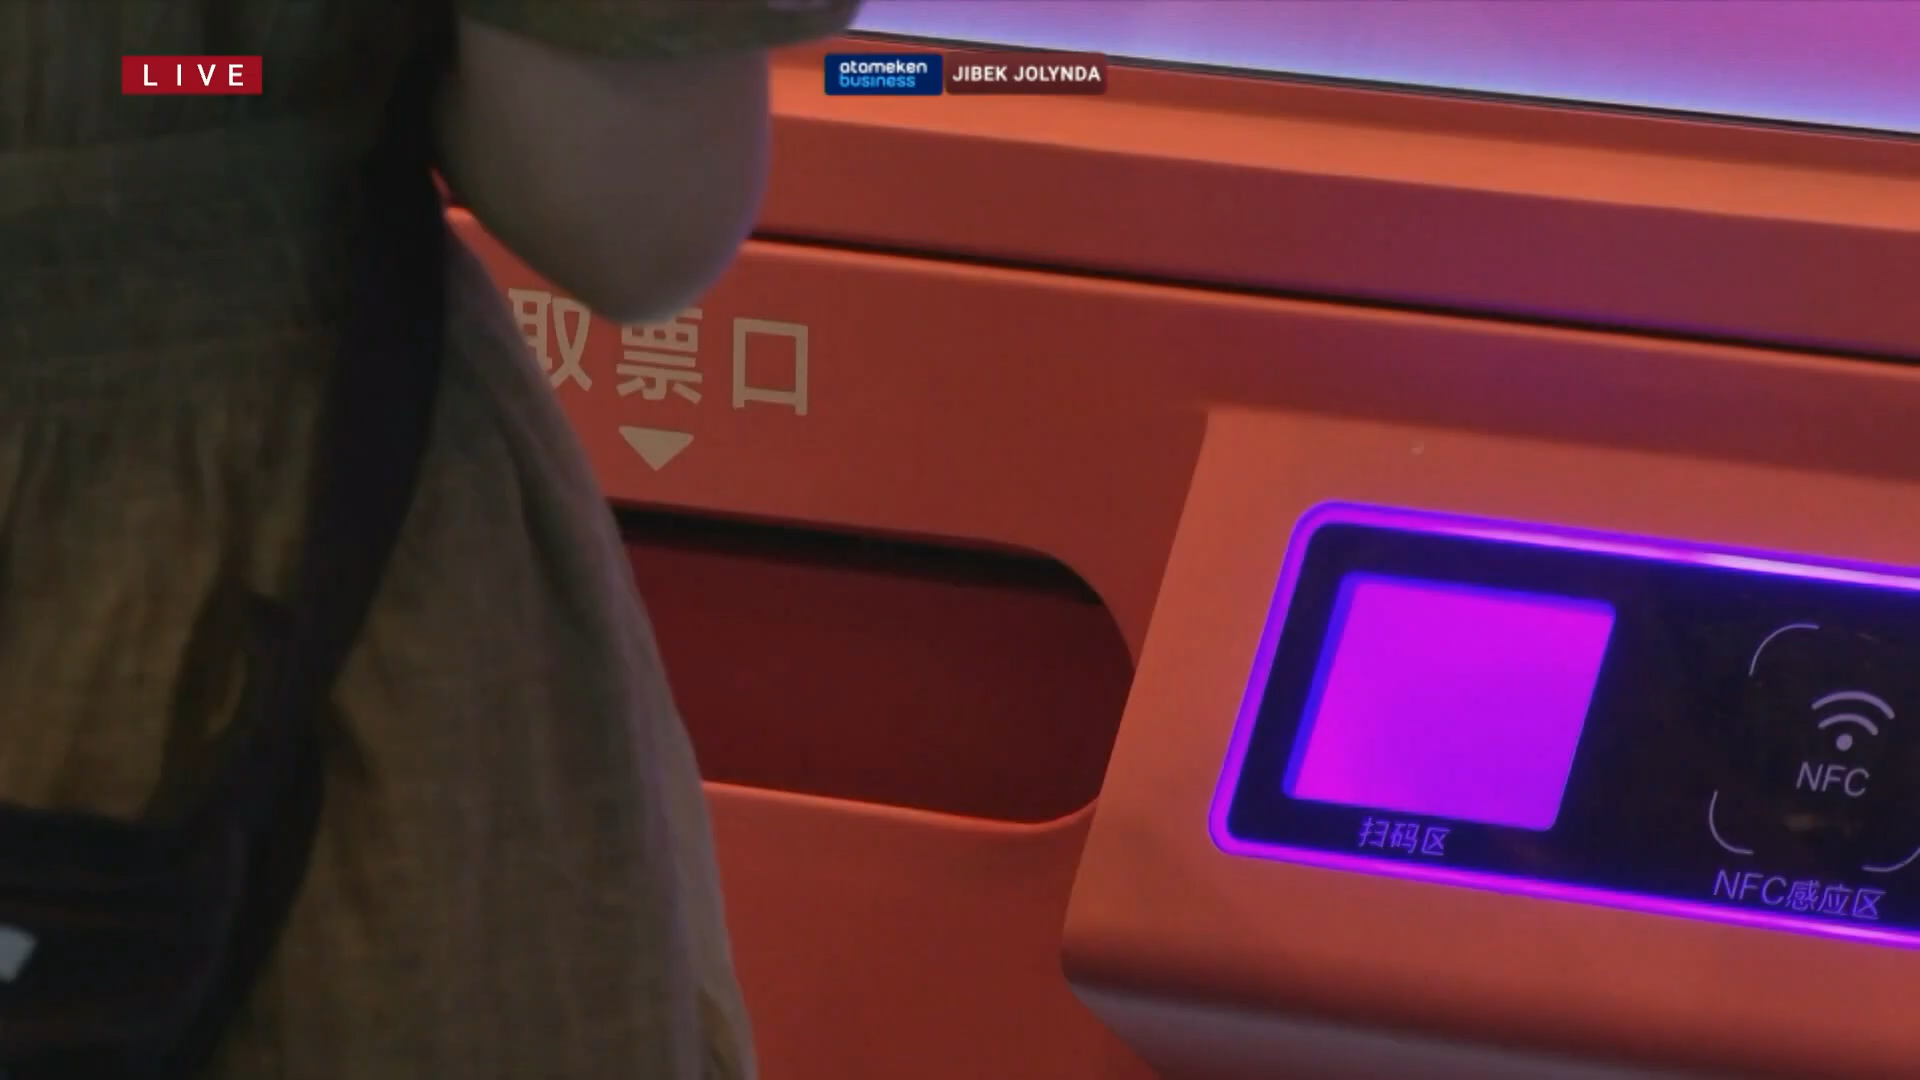 LIVE
atameken
business
JIBEK JOLYNDA
取票口
扫码区
NFC
NFC感应区